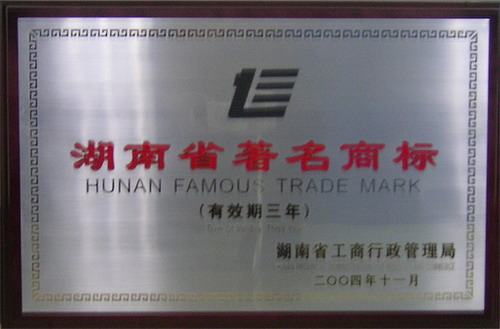 湖南省著名商标
HUNAN FAMOUS TRADE MARK
（有效期三年）
湖南省工商行政管理局
二〇〇四年十一月